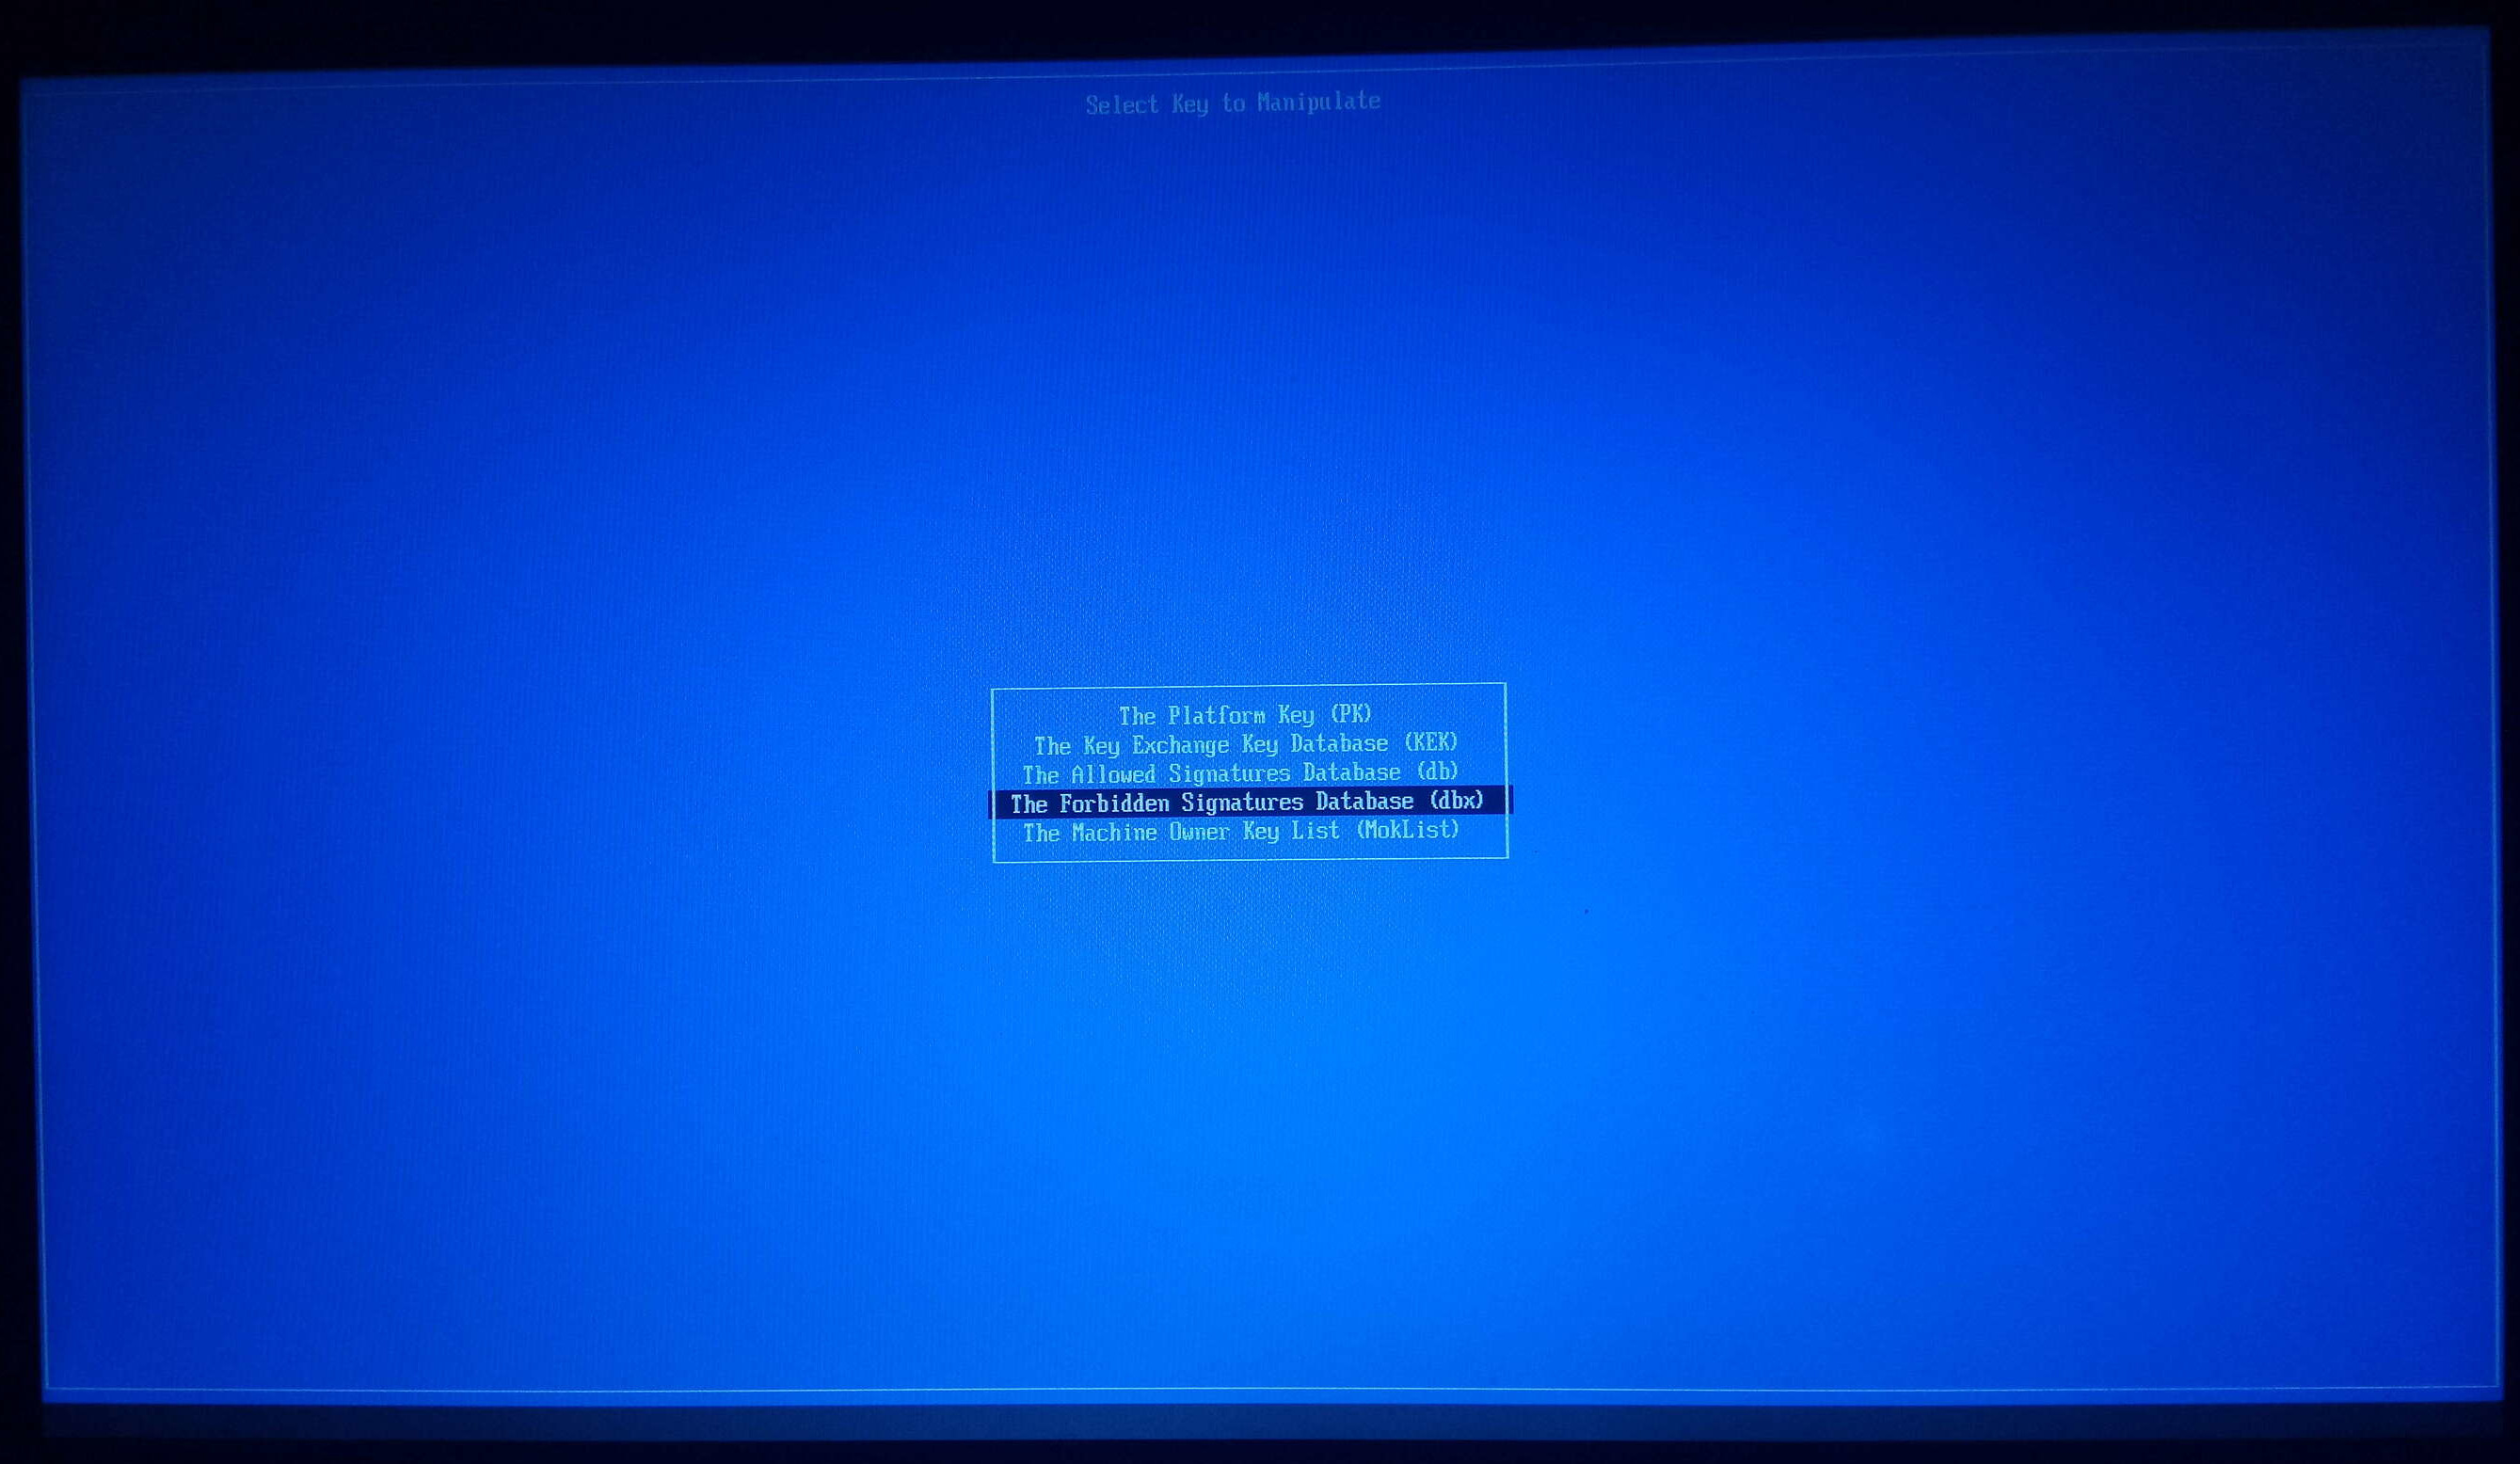 Select Key to Manipulate
The Platform Key (PK)
The Key Exchange Key Database (KEK)
The Allowed Signatures Database (db)
The Forbidden Signatures Database (dbx)
The Machine Owner Key List (MokList)